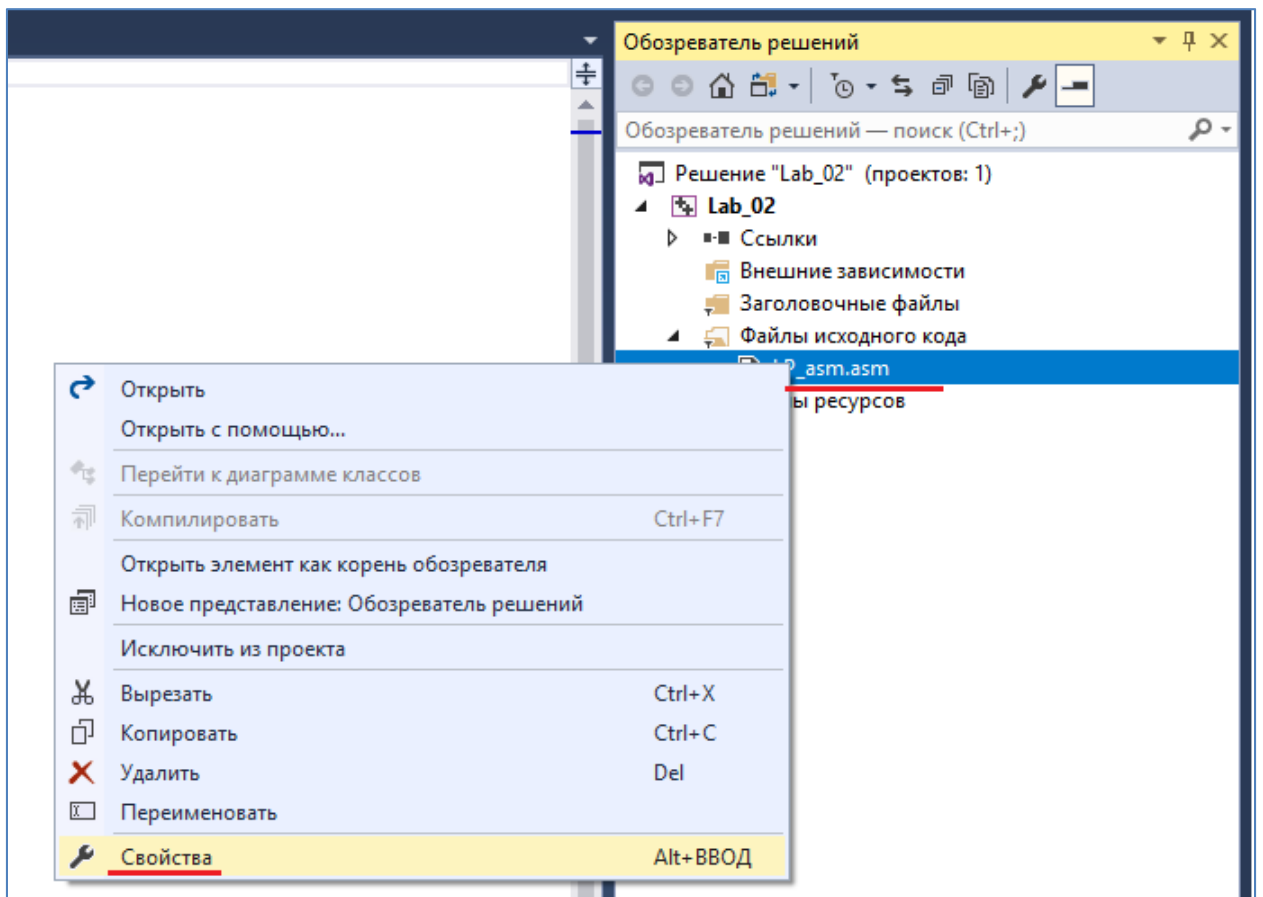 Обозреватель решений
Обозреватель решений — поиск (Ctrl+;)
Решение "Lab_02" (проектов: 1)
Lab_02
Ссылки
Внешние зависимости
Заголовочные файлы
Файлы исходного кода
_asm.asm
ы ресурсов
Открыть
Открыть с помощью...
Перейти к диаграмме классов
Компилировать Ctrl+F7
Открыть элемент как корень обозревателя
Новое представление: Обозреватель решений
Исключить из проекта
Вырезать Ctrl+X
Копировать Ctrl+C
Удалить Del
Переименовать
Свойства Alt+ВВОД